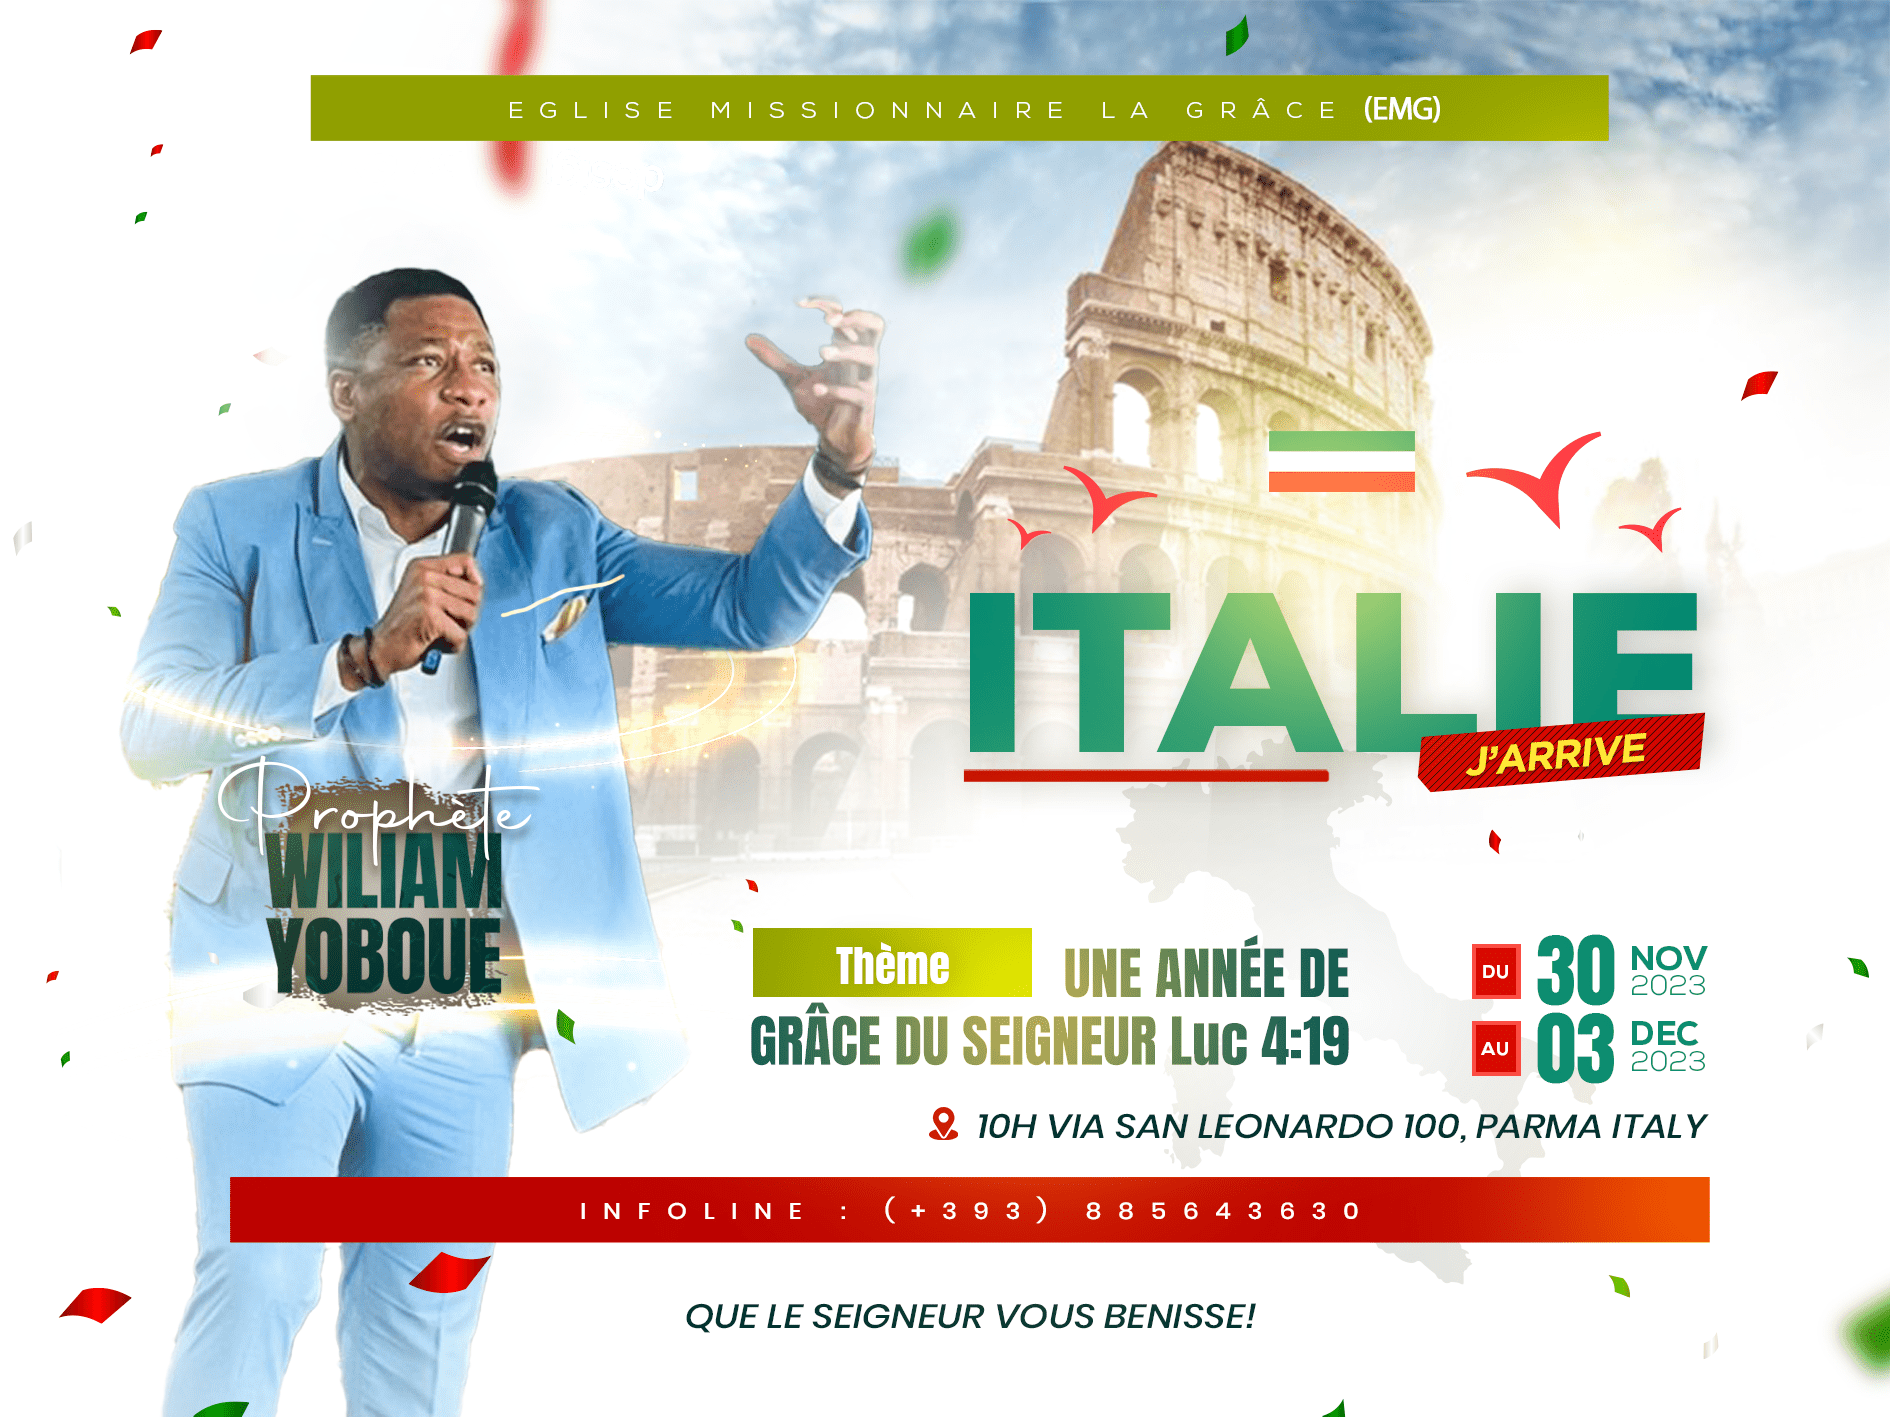 EGLISE MISSIONNAIRE LA GRÂCE (EMG)
ITALIE
J'ARRIVE
Prophète
WILIAM
YOBOUE
Thème UNE ANNÉE DE
GRÂCE DU SEIGNEUR Luc 4:19
DU 30 NOV 2023
AU 03 DEC 2023
10H VIA SAN LEONARDO 100, PARMA ITALY
INFOLINE : (+393) 885643630
QUE LE SEIGNEUR VOUS BENISSE!